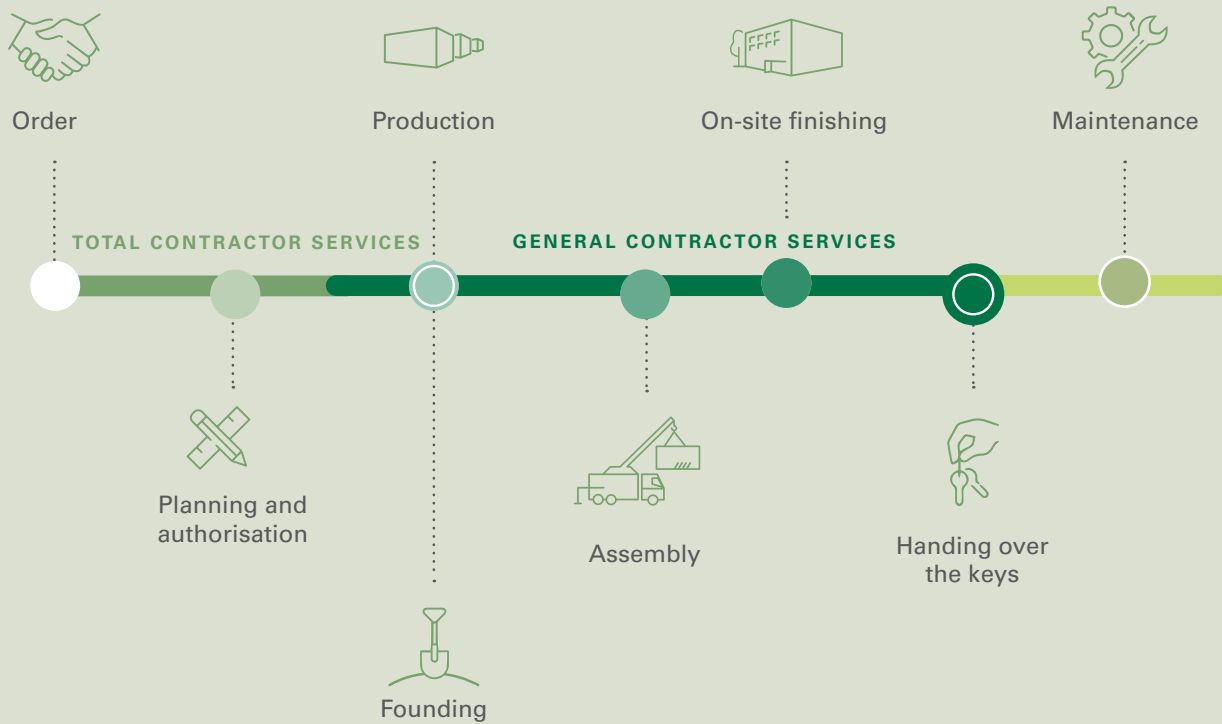 Order
Production
On-site finishing
Maintenance
TOTAL CONTRACTOR SERVICES
GENERAL CONTRACTOR SERVICES
Planning and
authorisation
Assembly
Handing over
the keys
Founding